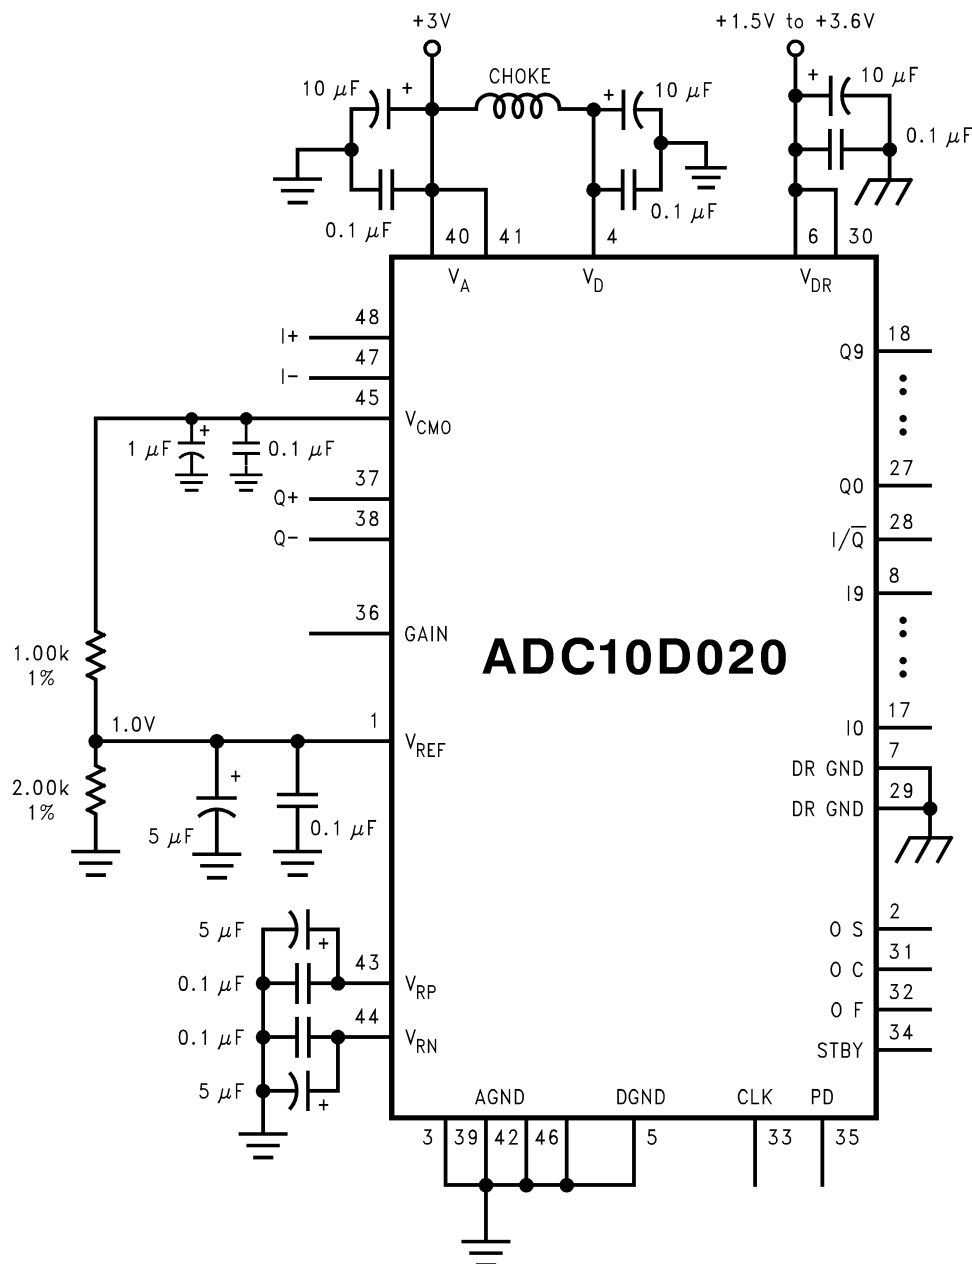 +3V
+1.5V to +3.6V
10 μF
+
CHOKE
+
10 μF
+
10 μF
0.1 μF
0.1 μF
0.1 μF
40
41
4
6
30
VA
VD
VDR
48
I+
47
I-
45
VCMO
1 μF
+
0.1 μF
37
Q+
38
Q-
36
GAIN
1.00k
1%
1.0V
1
VREF
2.00k
1%
+
5 μF
0.1 μF
5 μF
+
0.1 μF
43
VRP
0.1 μF
44
VRN
5 μF
+
ADC10D020
Q9
18
Q0
27
I/Q̅
28
I9
8
I0
17
7
DR GND
29
DR GND
2
O S
31
O C
32
O F
34
STBY
AGND
DGND
CLK
PD
3
39
42
46
5
33
35